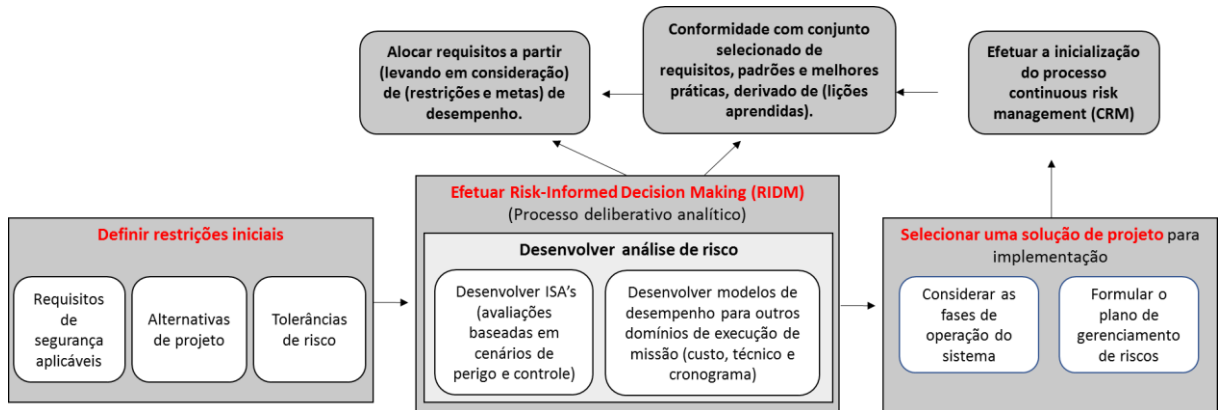 Alocar requisitos a partir
(levando em consideração)
de (restrições e metas) de
desempenho.
Conformidade com conjunto
selecionado de
requisitos, padrões e melhores
práticas, derivado de (lições
aprendidas).
Efetuar a inicialização
do processo
continuous risk
management (CRM)
Definir restrições iniciais
Requisitos
de
segurança
aplicáveis
Alternativas
de projeto
Tolerâncias
de risco
Efetuar Risk-Informed Decision Making (RIDM)
(Processo deliberativo analítico)
Desenvolver análise de risco
Desenvolver ISA's
(avaliações
baseadas em
cenários de
perigo e controle)
Desenvolver modelos de
desempenho para outros
domínios de execução de
missão (custo, técnico e
cronograma)
Selecionar uma solução de projeto para
implementação
Considerar as
fases de
operação do
sistema
Formular o
plano de
gerenciamento
de riscos